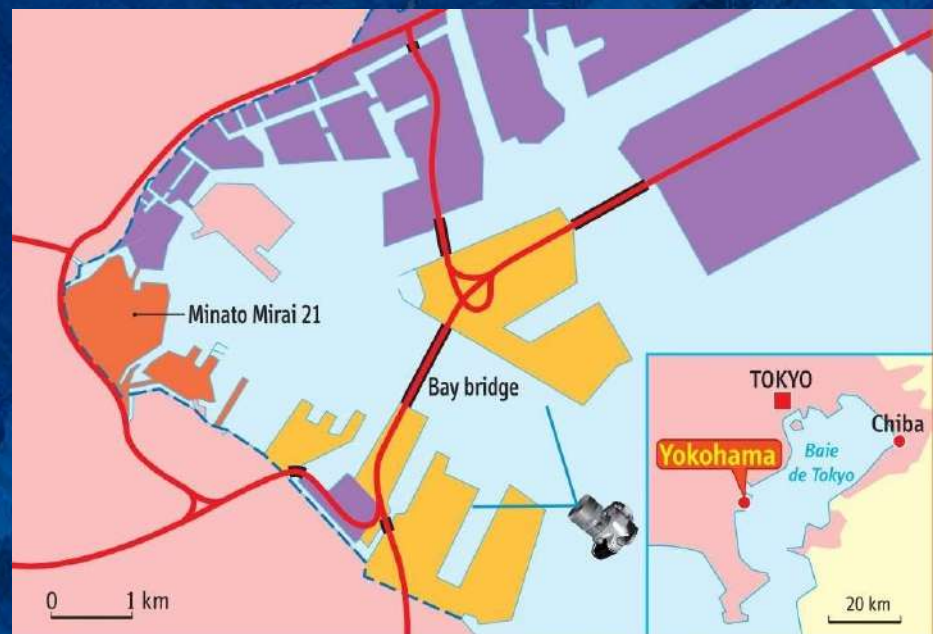 Minato Mirai 21
Bay bridge
0 1 km
TOKYO
Chiba
Yokohama
Baie
de Tokyo
20 km